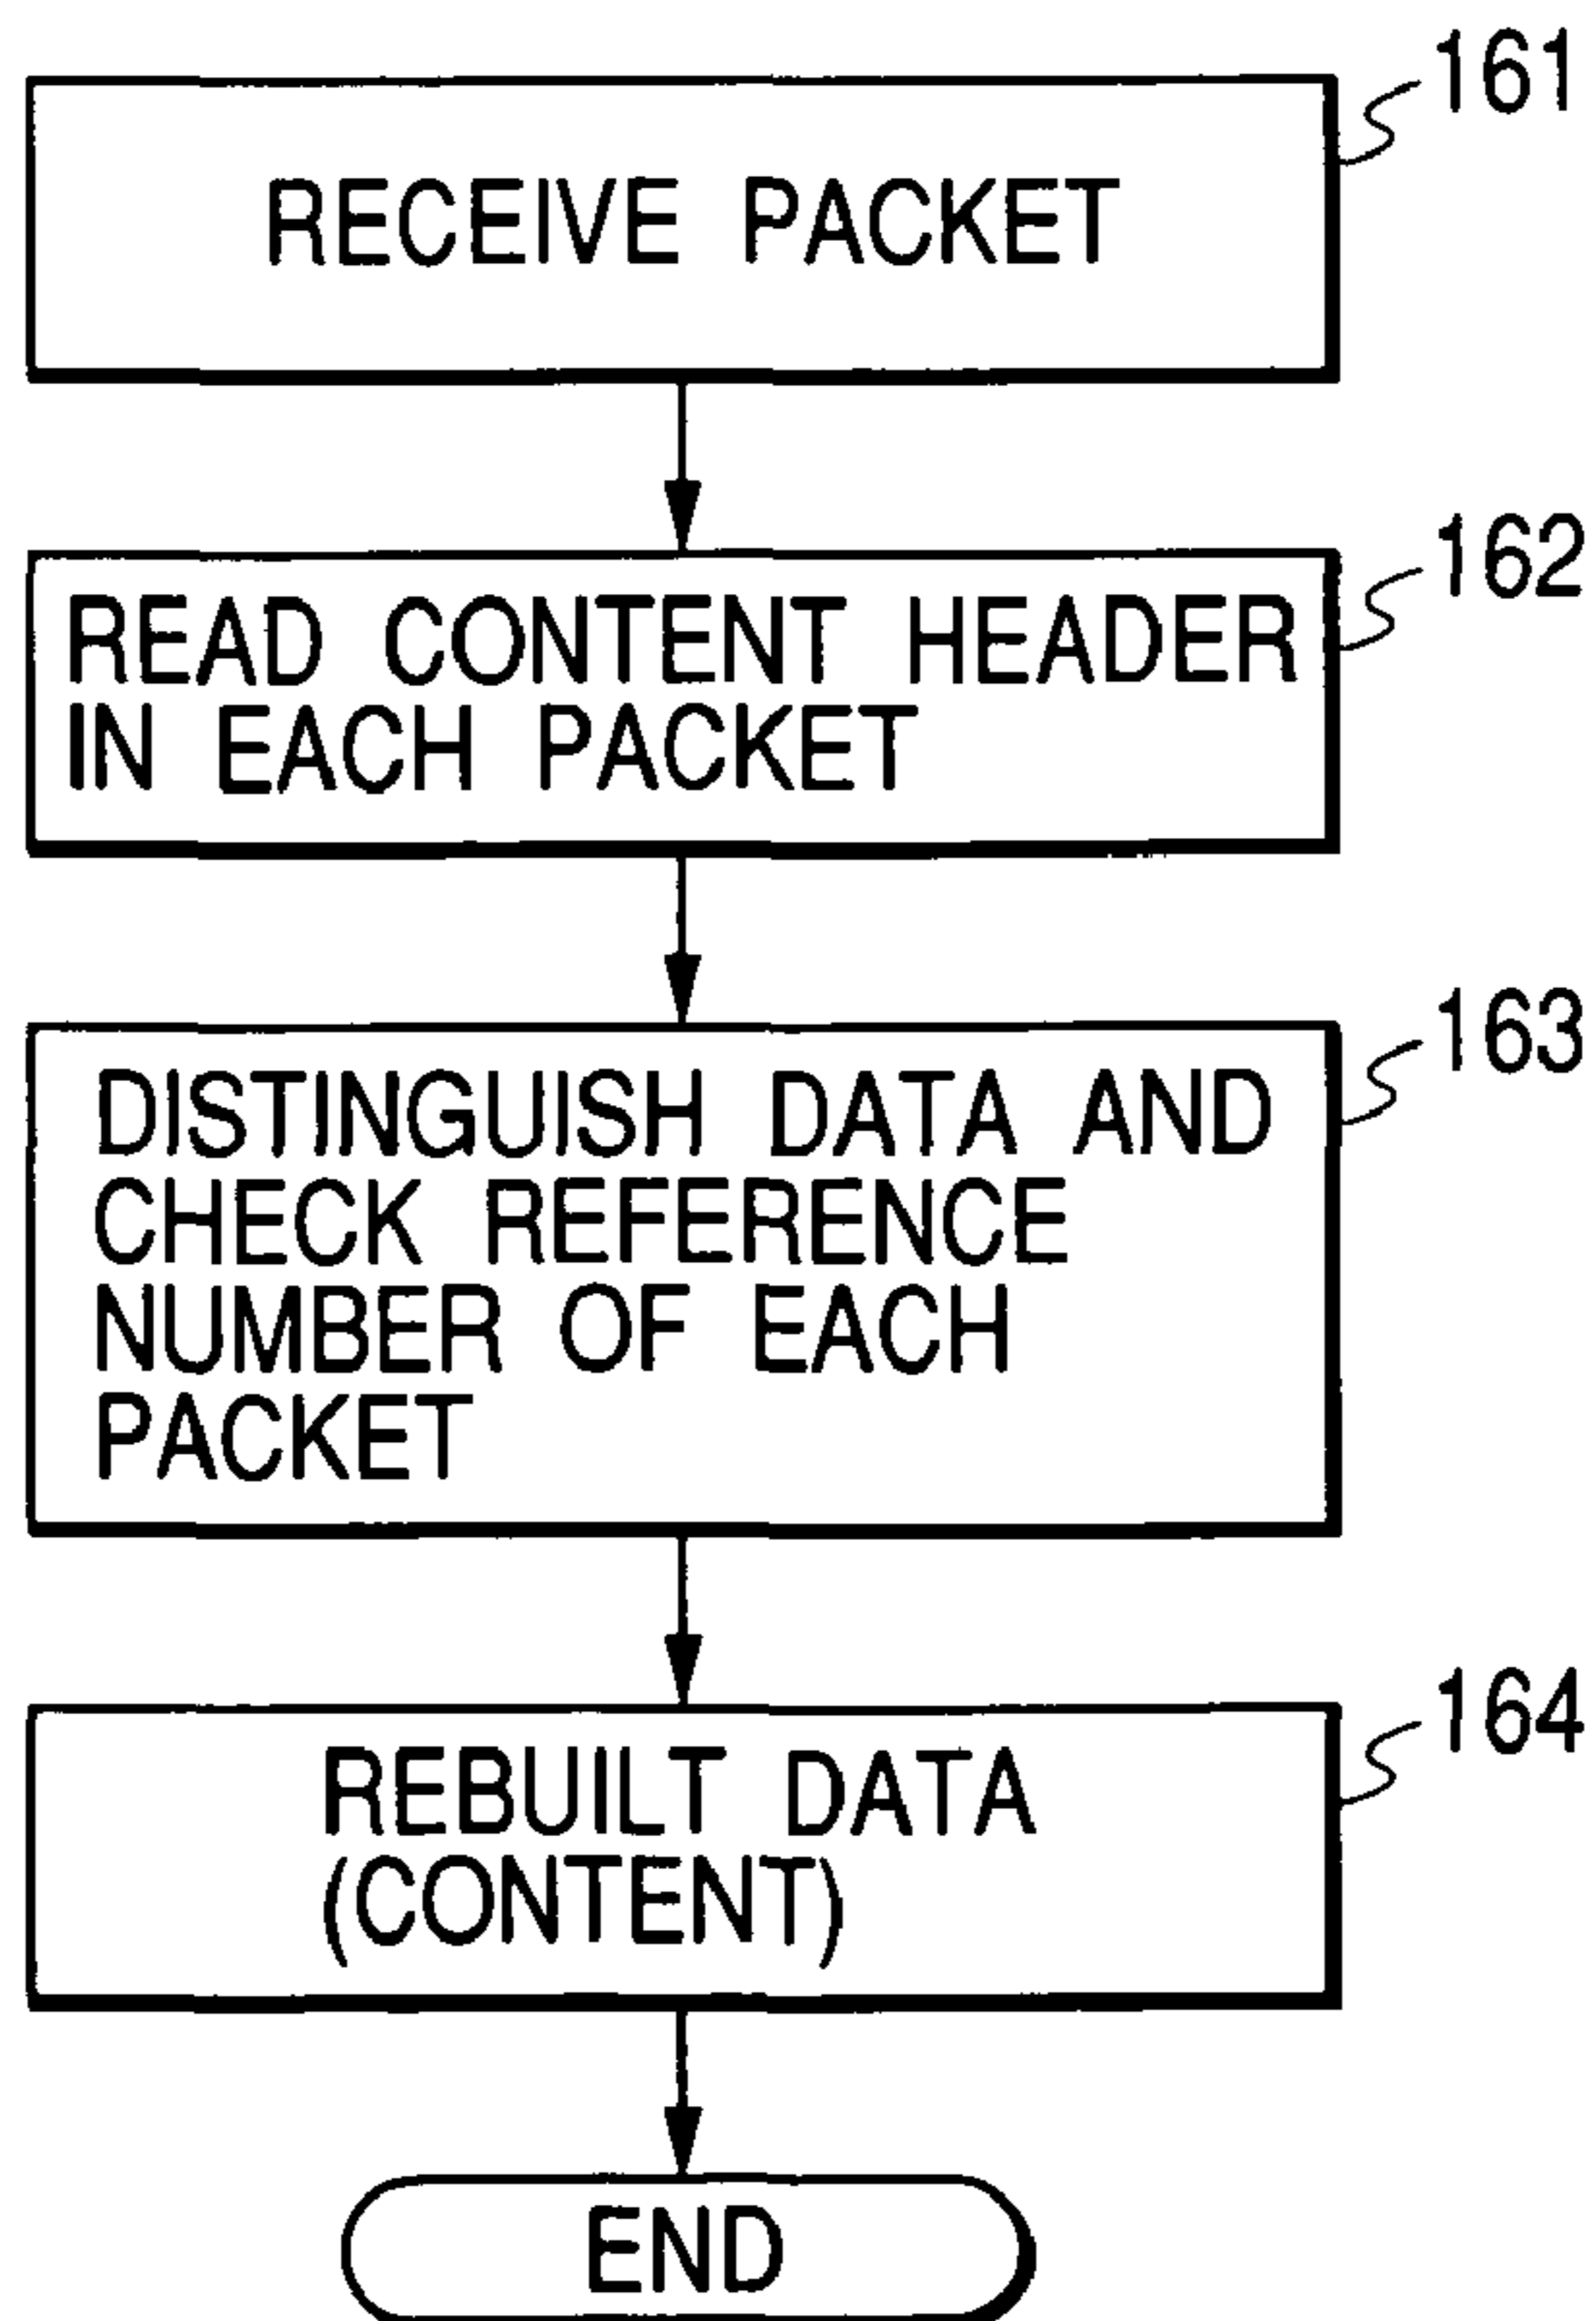 161
RECEIVE PACKET
162
READ CONTENT HEADER
IN EACH PACKET
163
DISTINGUISH DATA AND
CHECK REFERENCE
NUMBER OF EACH
PACKET
164
REBUILT DATA
(CONTENT)
END